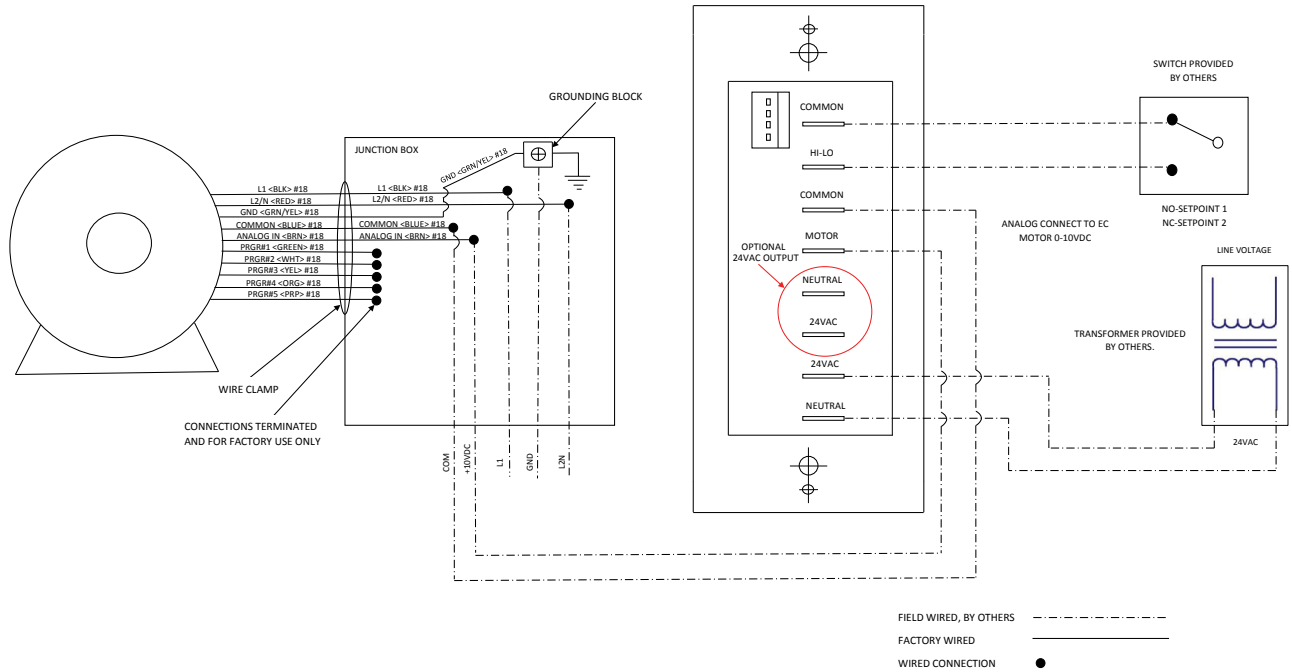 GROUNDING BLOCK
JUNCTION BOX
GND <GRN/YEL> #18
L1 <BLK> #18
L2/N <RED> #18
GND <GRN/YEL> #18
COMMON <BLUE> #18
ANALOG IN <BRN> #18
PRGR#1 <GREEN> #18
PRGR#2 <WHT> #18
PRGR#3 <YEL> #18
PRGR#4 <ORG> #18
PRGR#5 <PRP> #18
L1 <BLK> #18
L2/N <RED> #18
COMMON <BLUE> #18
ANALOG IN <BRN> #18
WIRE CLAMP
CONNECTIONS TERMINATED
AND FOR FACTORY USE ONLY
COM
+10VDC
L1
GND
L2N
COMMON
HI-LO
COMMON
MOTOR
OPTIONAL
24VAC OUTPUT
NEUTRAL
24VAC
24VAC
NEUTRAL
SWITCH PROVIDED
BY OTHERS
NO-SETPOINT 1
NC-SETPOINT 2
ANALOG CONNECT TO EC
MOTOR 0-10VDC
LINE VOLTAGE
TRANSFORMER PROVIDED
BY OTHERS.
24VAC
FIELD WIRED, BY OTHERS
FACTORY WIRED
WIRED CONNECTION